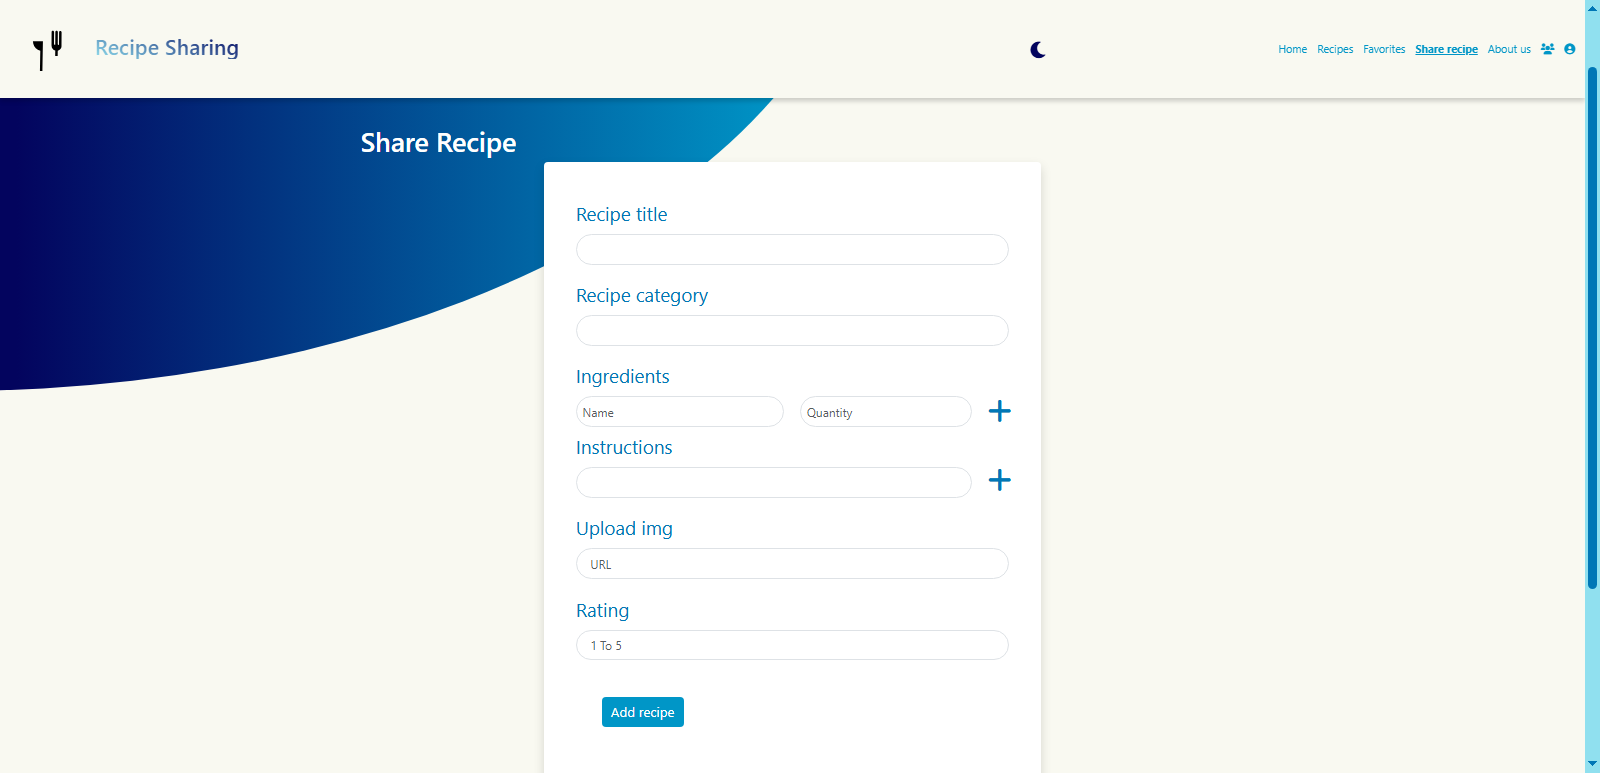 Recipe Sharing
Home Recipes Favorites Share recipe About us
Share Recipe
Recipe title
Recipe category
Ingredients
Name Quantity
Instructions
Upload img
URL
Rating
1 To 5
Add recipe